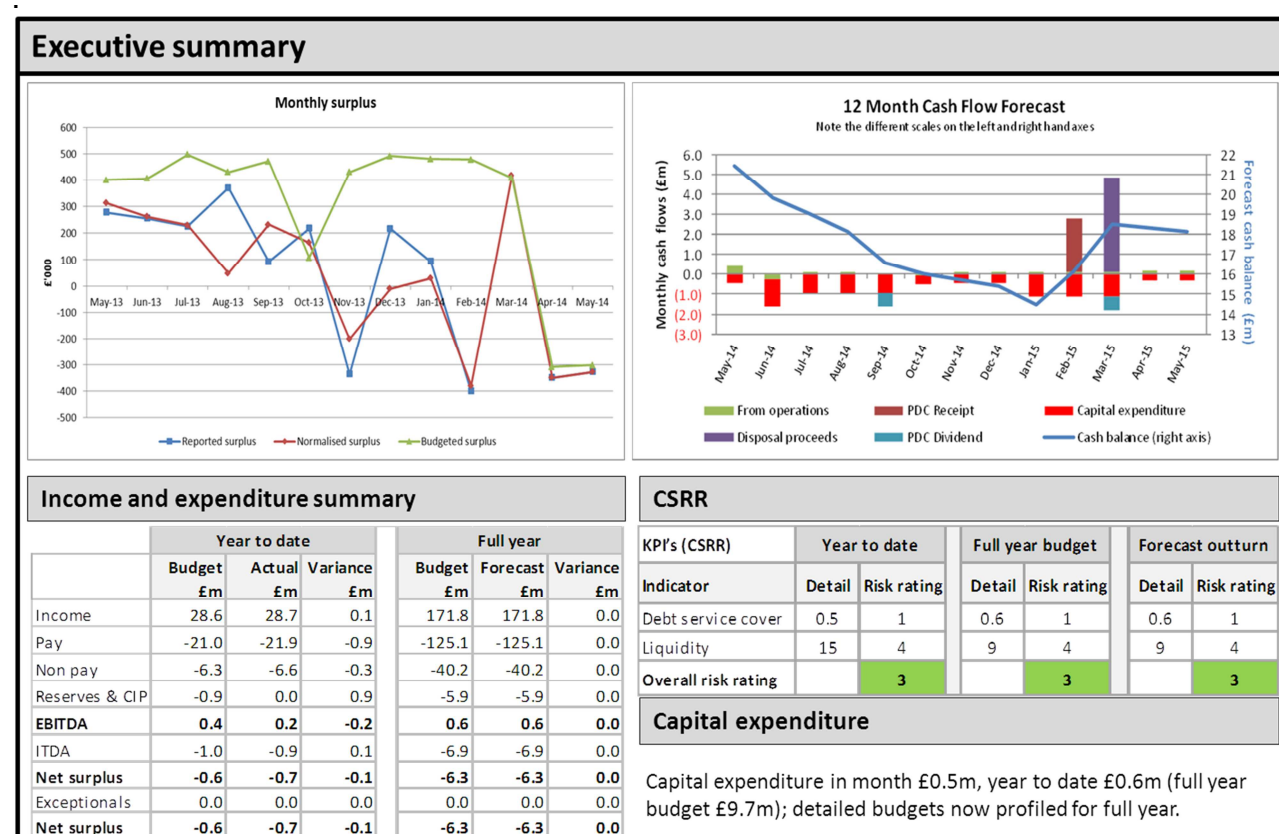 .
Executive summary
Monthly surplus
600
500
400
300
200
100
0
-100
-200
-300
-400
-500
£'000
May-13 Jun-13 Jul-13 Aug-13 Sep-13 Oct-13 Nov-13 Dec-13 Jan-14 Feb-14 Mar-14 Apr-14 May-14
Reported surplus Normalised surplus Budgeted surplus
12 Month Cash Flow Forecast
Note the different scales on the left and right hand axes
Monthly cash flows (£m)
6.0
5.0
4.0
3.0
2.0
1.0
0.0
(1.0)
(2.0)
(3.0)
22
21
20
19
18
17
16
15
14
13
Forecast cash balance (£m)
May-14 Jun-14 Jul-14 Aug-14 Sep-14 Oct-14 Nov-14 Dec-14 Jan-15 Feb-15 Mar-15 Apr-15 May-15
From operations PDC Receipt Capital expenditure
Disposal proceeds PDC Dividend Cash balance (right axis)
Income and expenditure summary
Year to date Full year
Budget Actual Variance Budget Forecast Variance
£m £m £m £m £m £m
Income 28.6 28.7 0.1 171.8 171.8 0.0
Pay -21.0 -21.9 -0.9 -125.1 -125.1 0.0
Non pay -6.3 -6.6 -0.3 -40.2 -40.2 0.0
Reserves & CIP -0.9 0.0 0.9 -5.9 -5.9 0.0
EBITDA 0.4 0.2 -0.2 0.6 0.6 0.0
ITDA -1.0 -0.9 0.1 -6.9 -6.9 0.0
Net surplus -0.6 -0.7 -0.1 -6.3 -6.3 0.0
Exceptionals 0.0 0.0 0.0 0.0 0.0 0.0
Net surplus -0.6 -0.7 -0.1 -6.3 -6.3 0.0
CSRR
KPI's (CSRR) Year to date Full year budget Forecast outturn
Indicator Detail Risk rating Detail Risk rating Detail Risk rating
Debt service cover 0.5 1 0.6 1 0.6 1
Liquidity 15 4 9 4 9 4
Overall risk rating 3 3 3
Capital expenditure
Capital expenditure in month £0.5m, year to date £0.6m (full year
budget £9.7m); detailed budgets now profiled for full year.